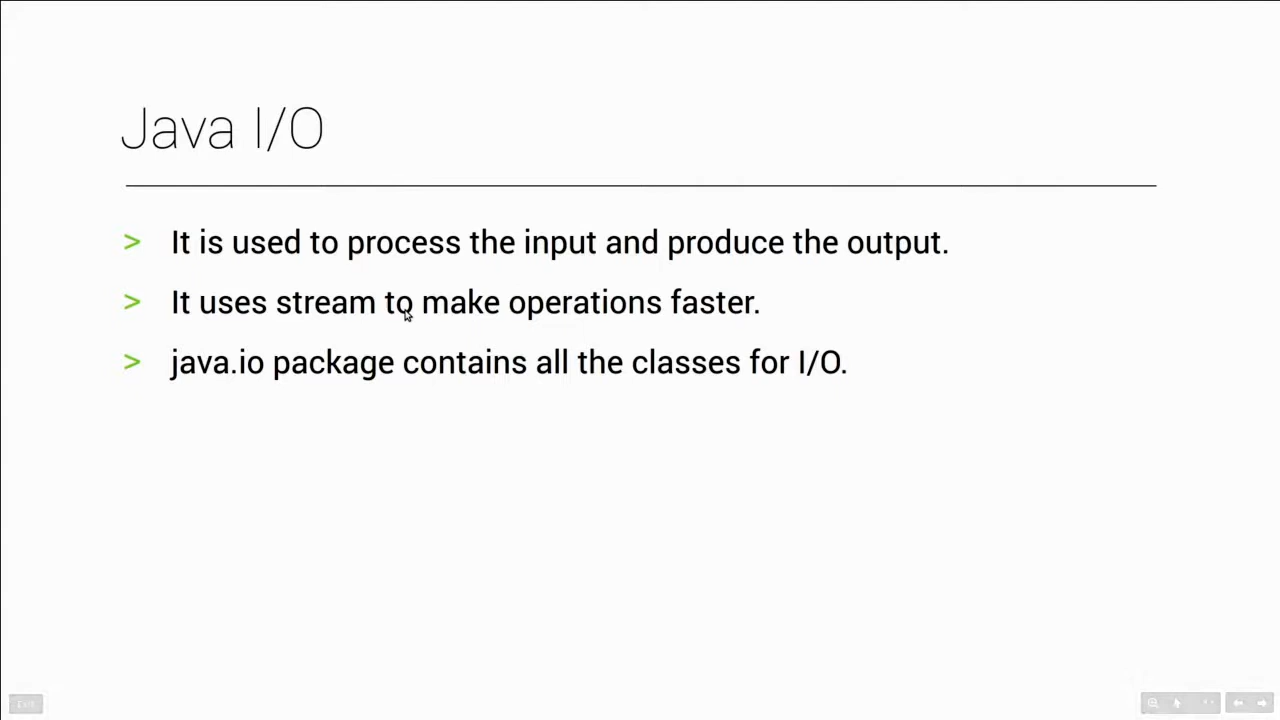 Java I/O
> It is used to process the input and produce the output.
> It uses stream to make operations faster.
> java.io package contains all the classes for I/O.
Exit